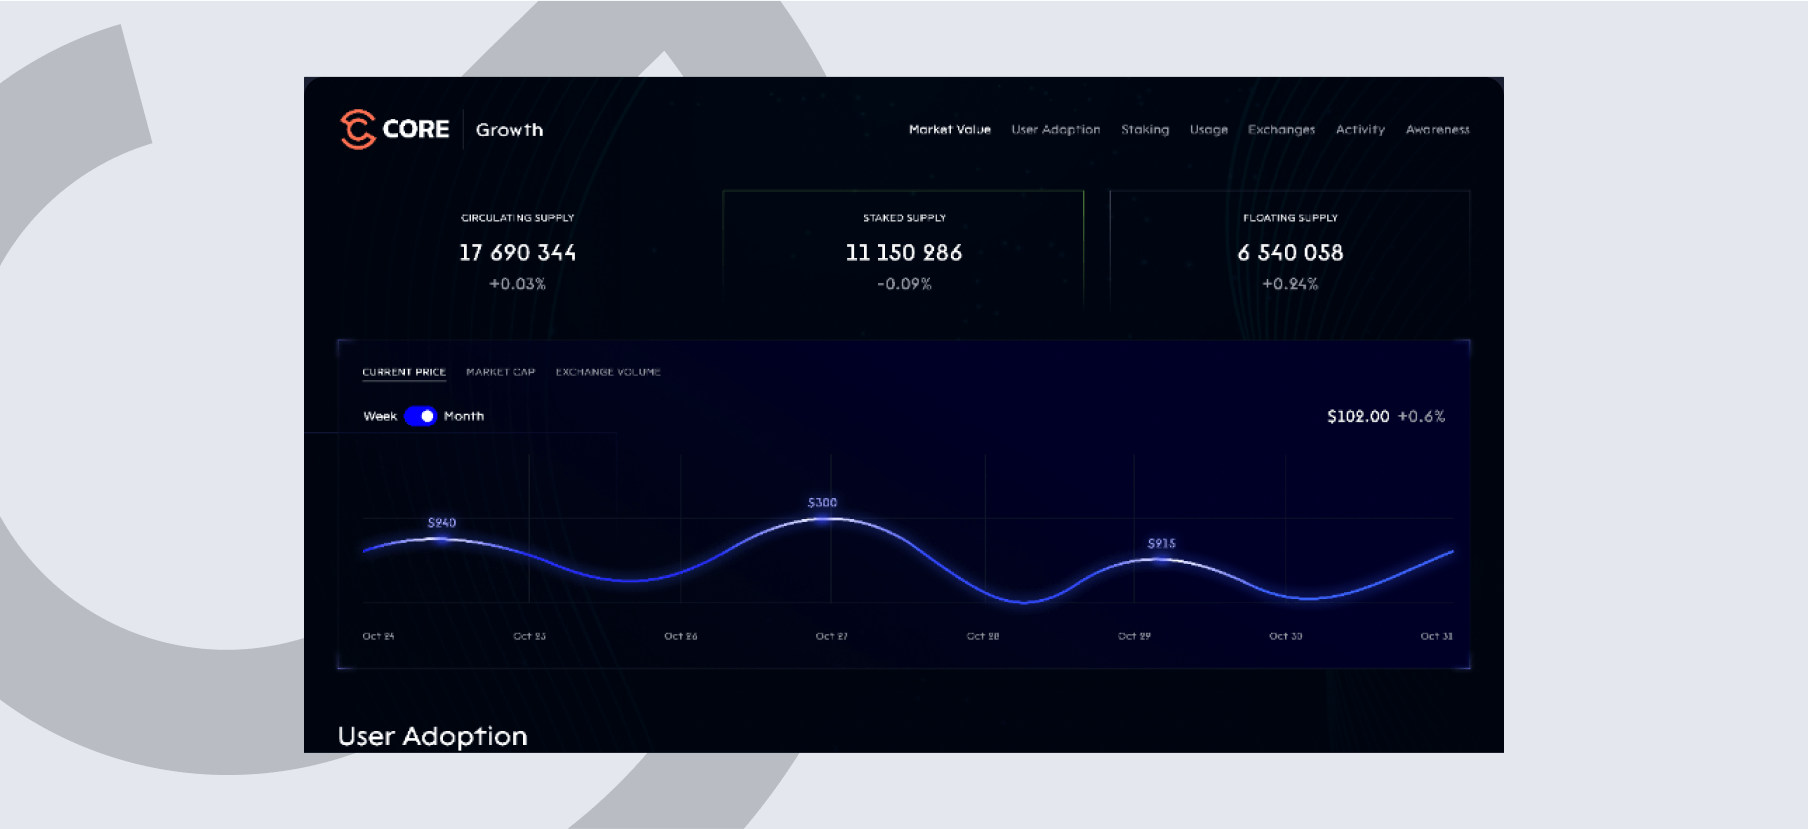 CORE Growth
Market Value User Adoption Staking Usage Exchanges Activity Awareness
CIRCULATING SUPPLY
17 690 344
+0.03%
STAKED SUPPLY
11 150 286
-0.09%
FLOATING SUPPLY
6 540 058
+0.24%
CURRENT PRICE MARKET CAP EXCHANGE VOLUME
Week Month
$102.00 +0.6%
$240
$300
$215
Oct 24 Oct 25 Oct 26 Oct 27 Oct 28 Oct 29 Oct 30 Oct 31
User Adoption